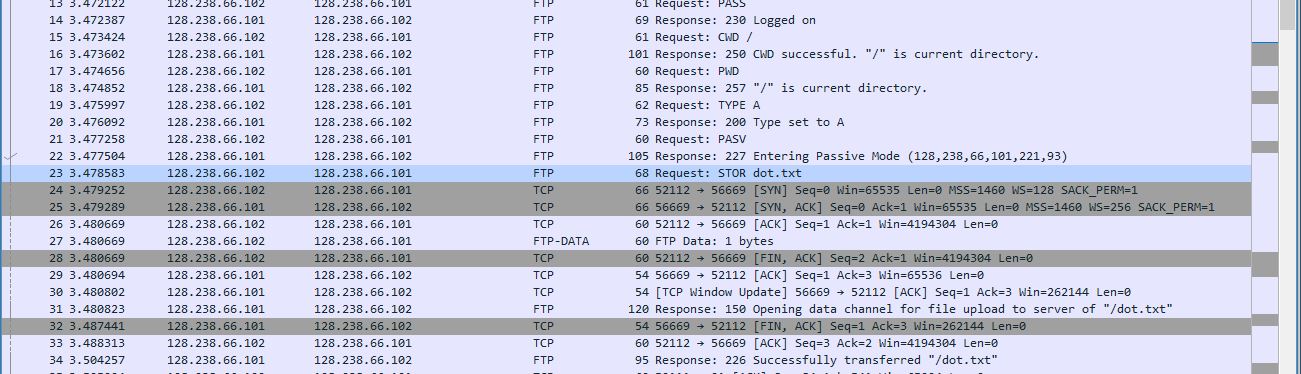 13 3.472122 128.238.66.102 128.238.66.101 FTP 61 Request: PASS
14 3.472387 128.238.66.101 128.238.66.102 FTP 69 Response: 230 Logged on
15 3.473424 128.238.66.102 128.238.66.101 FTP 61 Request: CWD /
16 3.473602 128.238.66.101 128.238.66.102 FTP 101 Response: 250 CWD successful. "/" is current directory.
17 3.474656 128.238.66.102 128.238.66.101 FTP 60 Request: PWD
18 3.474852 128.238.66.101 128.238.66.102 FTP 85 Response: 257 "/" is current directory.
19 3.475997 128.238.66.102 128.238.66.101 FTP 62 Request: TYPE A
20 3.476092 128.238.66.101 128.238.66.102 FTP 73 Response: 200 Type set to A
21 3.477258 128.238.66.102 128.238.66.101 FTP 60 Request: PASV
22 3.477504 128.238.66.101 128.238.66.102 FTP 105 Response: 227 Entering Passive Mode (128,238,66,101,221,93)
23 3.478583 128.238.66.102 128.238.66.101 FTP 68 Request: STOR dot.txt
24 3.479252 128.238.66.102 128.238.66.101 TCP 66 52112 → 56669 [SYN] Seq=0 Win=65535 Len=0 MSS=1460 WS=128 SACK_PERM=1
25 3.479289 128.238.66.101 128.238.66.102 TCP 66 56669 → 52112 [SYN, ACK] Seq=0 Ack=1 Win=65535 Len=0 MSS=1460 WS=256 SACK_PERM=1
26 3.480669 128.238.66.102 128.238.66.101 TCP 60 52112 → 56669 [ACK] Seq=1 Ack=1 Win=4194304 Len=0
27 3.480669 128.238.66.102 128.238.66.101 FTP-DATA 60 FTP Data: 1 bytes
28 3.480669 128.238.66.102 128.238.66.101 TCP 60 52112 → 56669 [FIN, ACK] Seq=2 Ack=1 Win=4194304 Len=0
29 3.480694 128.238.66.101 128.238.66.102 TCP 54 56669 → 52112 [ACK] Seq=1 Ack=3 Win=65536 Len=0
30 3.480802 128.238.66.101 128.238.66.102 TCP 54 [TCP Window Update] 56669 → 52112 [ACK] Seq=1 Ack=3 Win=262144 Len=0
31 3.480823 128.238.66.101 128.238.66.102 FTP 120 Response: 150 Opening data channel for file upload to server of "/dot.txt"
32 3.487441 128.238.66.101 128.238.66.102 TCP 54 56669 → 52112 [FIN, ACK] Seq=1 Ack=3 Win=262144 Len=0
33 3.488313 128.238.66.102 128.238.66.101 TCP 60 52112 → 56669 [ACK] Seq=3 Ack=2 Win=4194304 Len=0
34 3.504257 128.238.66.101 128.238.66.102 FTP 95 Response: 226 Successfully transferred "/dot.txt"